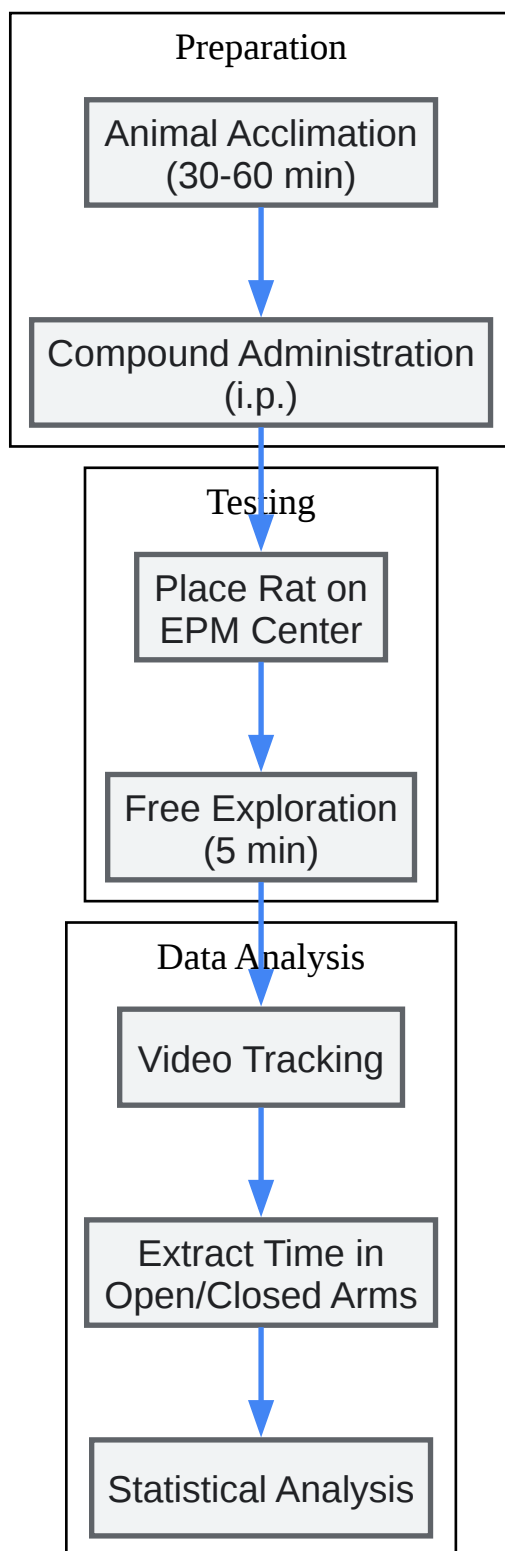 Preparation
Animal Acclimation
(30-60 min)
Compound Administration
(i.p.)
Testing
Place Rat on
EPM Center
Free Exploration
(5 min)
Data Analysis
Video Tracking
Extract Time in
Open/Closed Arms
Statistical Analysis